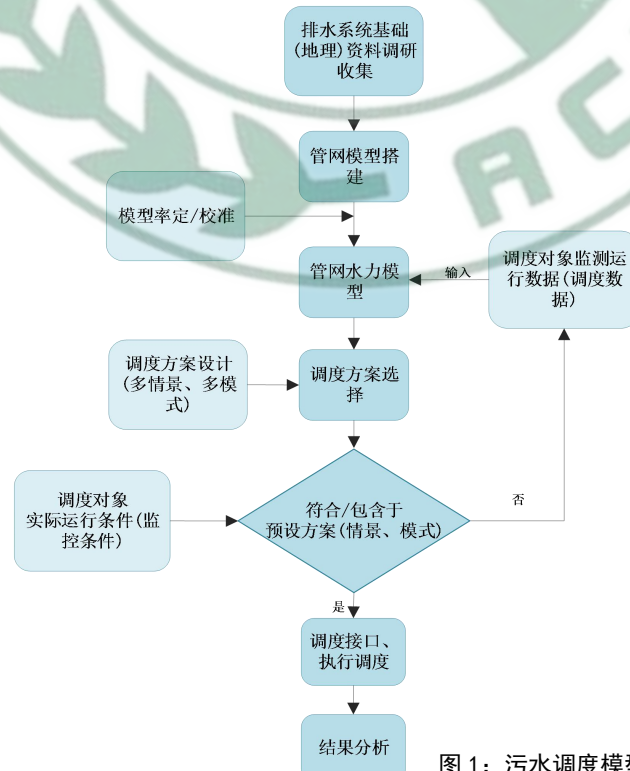 排水系统基础
(地理)资料调研
收集
管网模型搭
建
模型率定/校准
管网水力模
型
输入
调度对象监测运
行数据(调度数
据)
调度方案设计
(多情景、多模
式)
调度方案选
择
调度对象
实际运行条件(监
控条件)
符合/包含于
预设方案(情景、模式)
否
是
调度接口、
执行调度
结果分析
图1：污水调度模型
AC